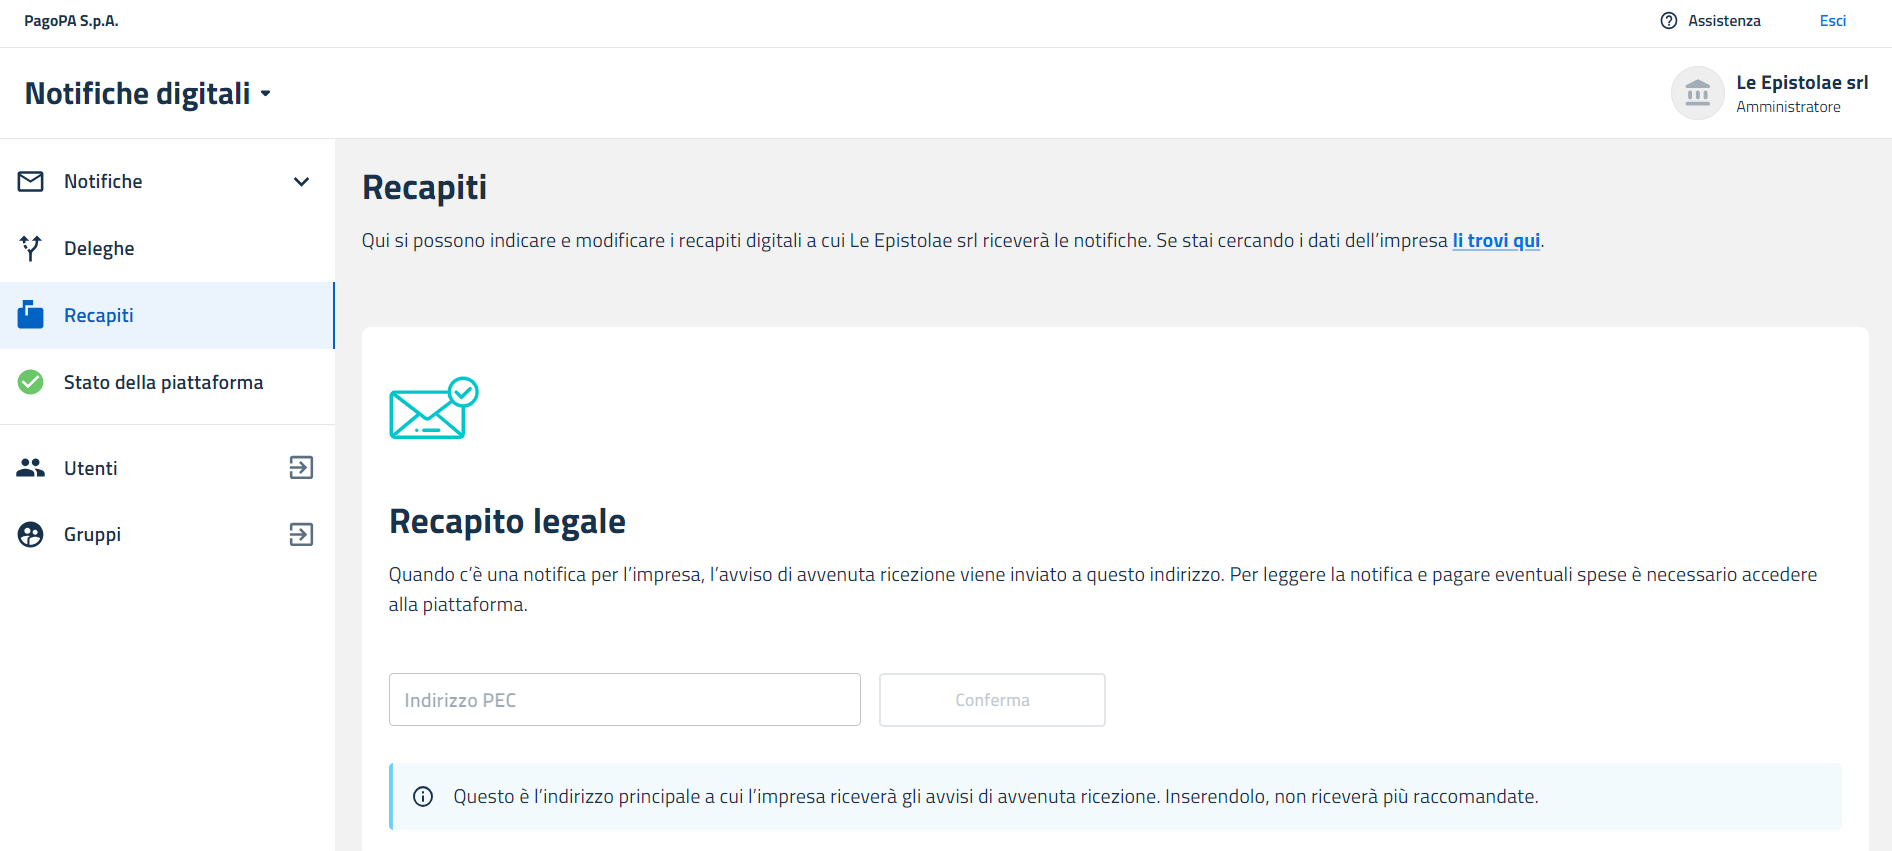 PagoPA S.p.A.
Assistenza
Esci
Notifiche digitali
Le Epistolae srl
Amministratore
Notifiche
Deleghe
Recapiti
Stato della piattaforma
Utenti
Gruppi
Recapiti
Qui si possono indicare e modificare i recapiti digitali a cui Le Epistolae srl riceverà le notifiche. Se stai cercando i dati dell’impresa li trovi qui.
Recapito legale
Quando c’è una notifica per l’impresa, l’avviso di avvenuta ricezione viene inviato a questo indirizzo. Per leggere la notifica e pagare eventuali spese è necessario accedere
alla piattaforma.
Indirizzo PEC
Conferma
Questo è l’indirizzo principale a cui l’impresa riceverà gli avvisi di avvenuta ricezione. Inserendolo, non riceverà più raccomandate.